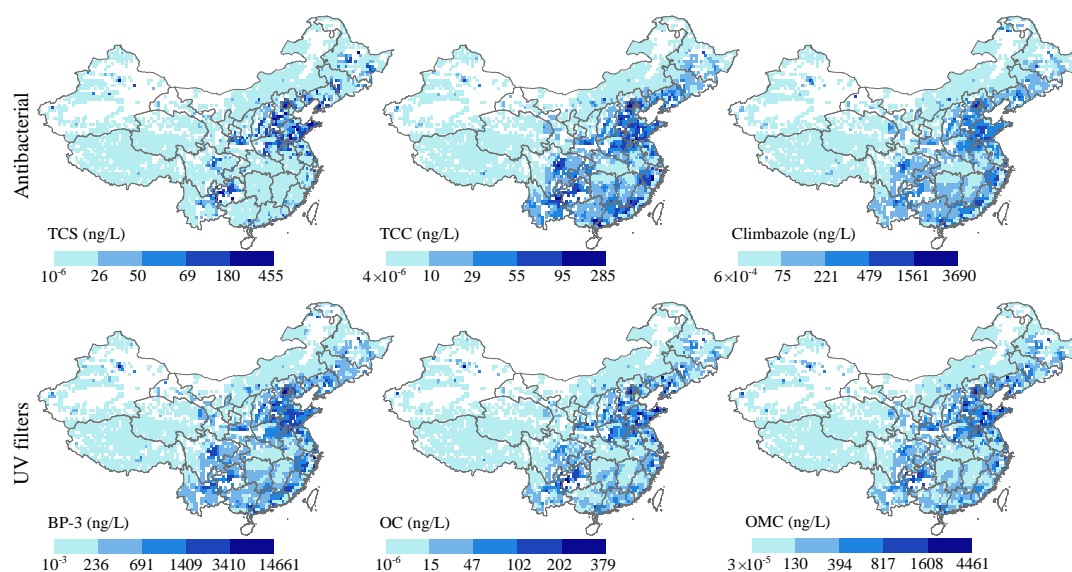 Antibacterial
TCS (ng/L)
10⁻⁶ 26 50 69 180 455
TCC (ng/L)
4×10⁻⁶ 10 29 55 95 285
Climbazole (ng/L)
6×10⁻⁴ 75 221 479 1561 3690
UV filters
BP-3 (ng/L)
10⁻³ 236 691 1409 3410 14661
OC (ng/L)
10⁻⁶ 15 47 102 202 379
OMC (ng/L)
3×10⁻⁵ 130 394 817 1608 4461